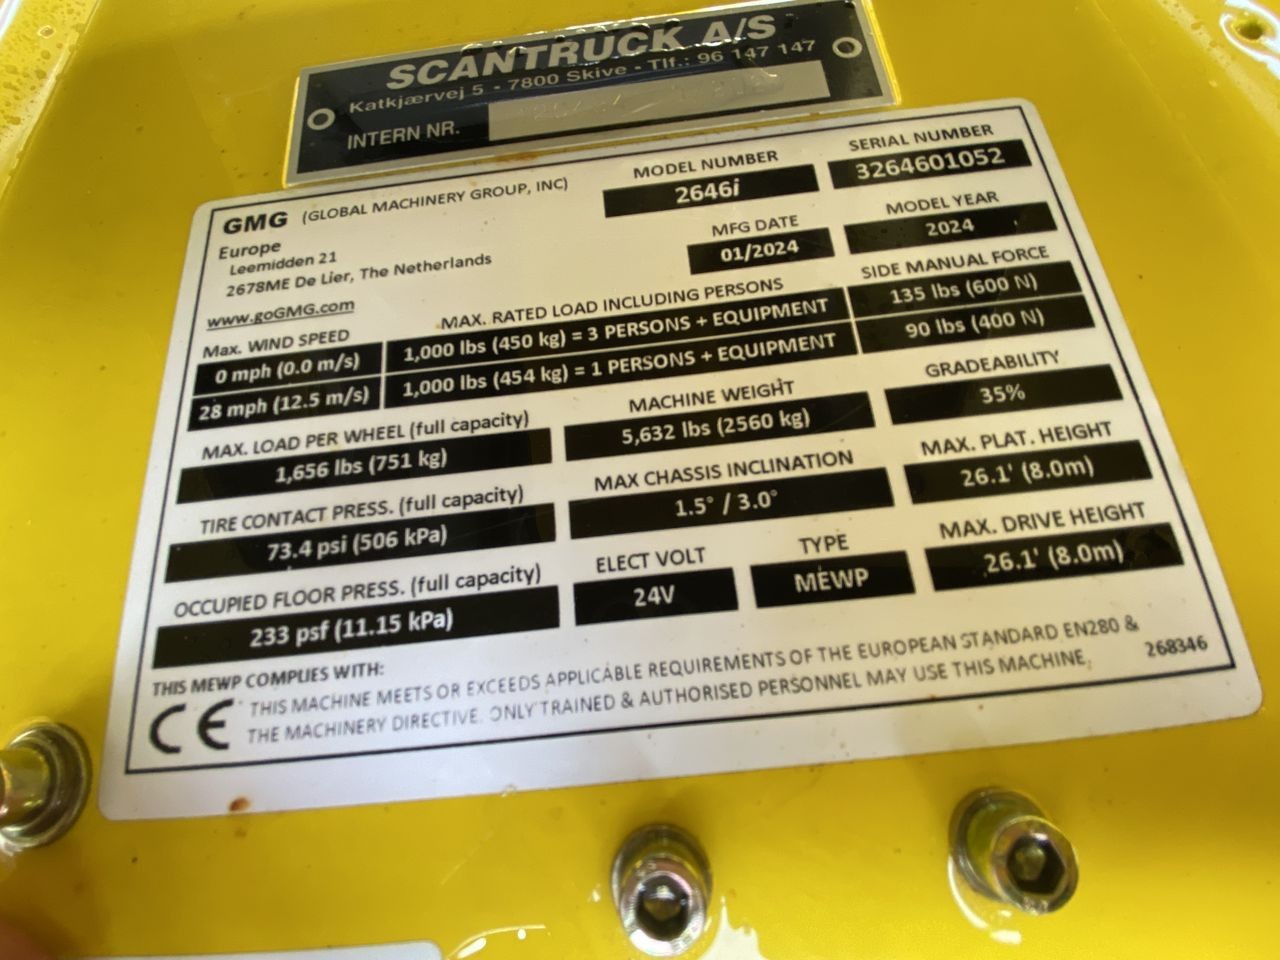 SCANTRUCK A/S
Katkjærvej 5 - 7800 Skive - Tlf.: 96 147 147
INTERN NR.
GMG (GLOBAL MACHINERY GROUP, INC)
Europe
Leemidden 21
2678ME De Lier, The Netherlands
www.goGMG.com
MODEL NUMBER
2646i
SERIAL NUMBER
3264601052
MFG DATE
01/2024
MODEL YEAR
2024
Max. WIND SPEED
0 mph (0.0 m/s)
28 mph (12.5 m/s)
MAX. RATED LOAD INCLUDING PERSONS
1,000 lbs (450 kg) = 3 PERSONS + EQUIPMENT
1,000 lbs (454 kg) = 1 PERSONS + EQUIPMENT
SIDE MANUAL FORCE
135 lbs (600 N)
90 lbs (400 N)
MAX. LOAD PER WHEEL (full capacity)
1,656 lbs (751 kg)
MACHINE WEIGHT
5,632 lbs (2560 kg)
GRADEABILITY
35%
TIRE CONTACT PRESS. (full capacity)
73.4 psi (506 kPa)
MAX CHASSIS INCLINATION
1.5° / 3.0°
MAX. PLAT. HEIGHT
26.1' (8.0m)
OCCUPIED FLOOR PRESS. (full capacity)
233 psf (11.15 kPa)
ELECT VOLT
24V
TYPE
MEWP
MAX. DRIVE HEIGHT
26.1' (8.0m)
THIS MEWP COMPLIES WITH:
CE THIS MACHINE MEETS OR EXCEEDS APPLICABLE REQUIREMENTS OF THE EUROPEAN STANDARD EN280 &
THE MACHINERY DIRECTIVE. ONLY TRAINED & AUTHORISED PERSONNEL MAY USE THIS MACHINE.
268346